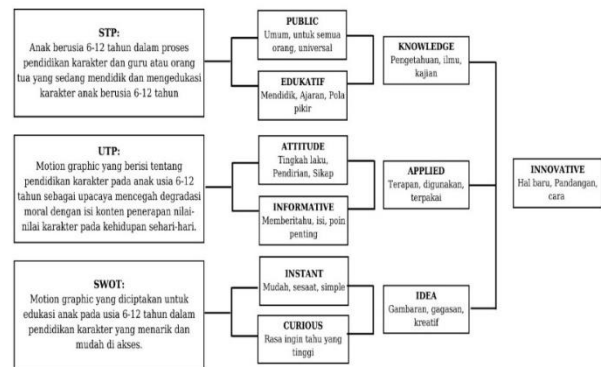 STP:
Anak berusia 6-12 tahun dalam proses
pendidikan karakter dan guru atau orang
tua yang sedang mendidik dan mengedukasi
karakter anak berusia 6-12 tahun
PUBLIC
Umum, untuk semua
orang, universal
EDUKATIF
Mendidik, Ajaran, Pola
pikir
KNOWLEDGE
Pengetahuan, ilmu,
kajian
UTP:
Motion graphic yang berisi tentang
pendidikan karakter pada anak usia 6-12
tahun sebagai upacaya mencegah degradasi
moral dengan isi konten penerapan nilai-
nilai karakter pada kehidupan sehari-hari.
ATTITUDE
Tingkah laku,
Pendirian, Sikap
INFORMATIVE
Memberitahu, isi, poin
penting
APPLIED
Terapan, digunakan,
terpakai
INNOVATIVE
Hal baru, Pandangan,
cara
SWOT:
Motion graphic yang diciptakan untuk
edukasi anak pada usia 6-12 tahun dalam
pendidikan karakter yang menarik dan
mudah di akses.
INSTANT
Mudah, sesaat, simple
CURIOUS
Rasa ingin tahu yang
tinggi
IDEA
Gambaran, gagasan,
kreatif